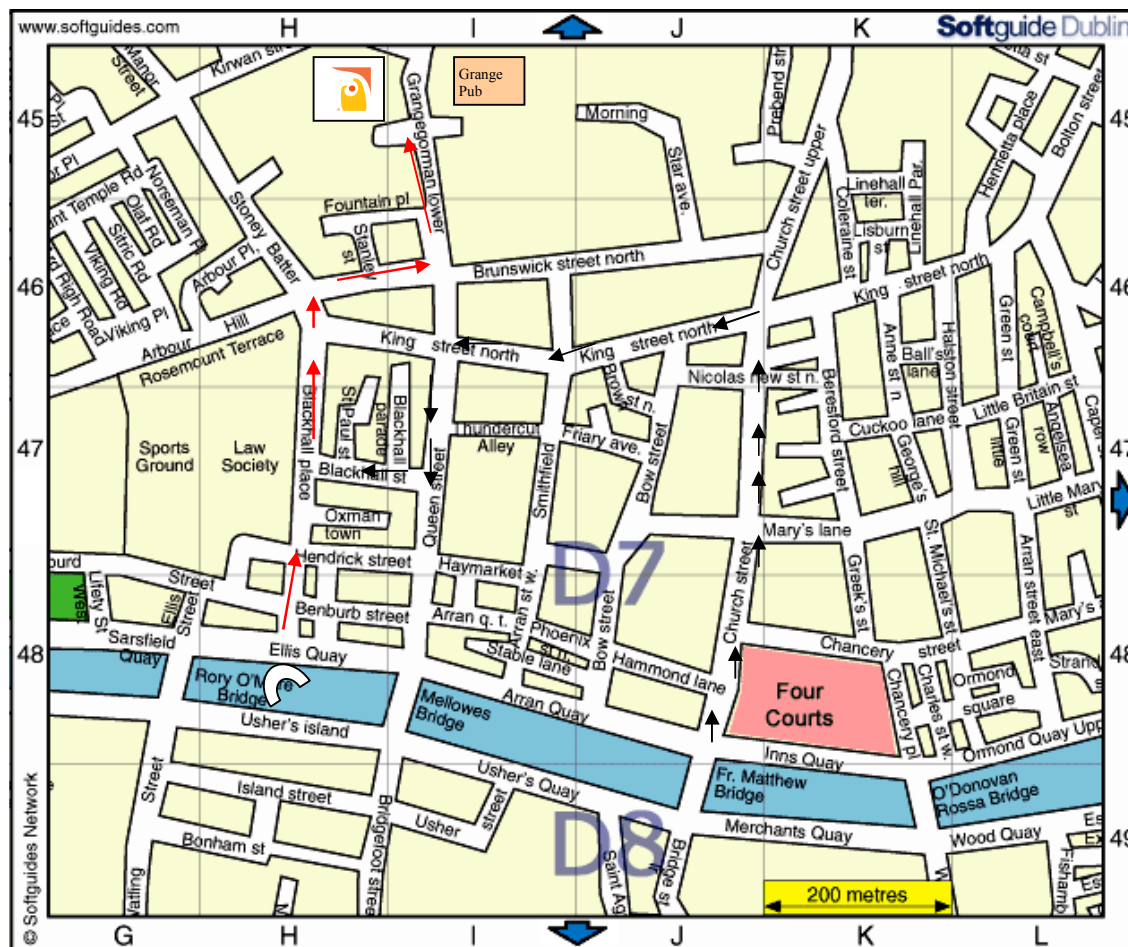 www.softguides.com
H
J
K
Softguide Dublin
Manor
Street
Kirwan str
Grangegorman lower
Grange
Pub
Morning
Star ave.
Prebend str
Church street upper
Henrietta place
Bolton street
45
Norseman Pl
Olaf Rd
Sitric Rd
Viking Rd
Viking Pl
Arbour Pl.
Stoney Batter
Fountain pl
Stanley
st
Linehall
ter.
Linehall Par.
Lisburn
st
Coleraine st
Brunswick street north
King street north
46
Arbour Hill
Rosemount Terrace
King street north
King street north
Nicolas new st n.
Anne st n
Ball's
lane
Halston street
Green st
Campbell's
court
Sports
Ground
Law
Society
Blackhall place
St Paul st
Blackhall
parade
Blackhall st
Oxman
town
Queen street
Thundercut
Alley
Smithfield
Friary ave.
Brown
st n.
Bow street
Beresford street
Cuckoo lane
George's
hill
Little Britain st
little
Green st
Angelsea
row
47
Little Mary
st
Mary's lane
Hendrick street
Haymarket
D7
Church street
Greek's st
St. Michael's st
Arran street east
Mary's
West
Liffey St
Ellis
Street
Street
Benburb street
Arran q. t.
Arran st w.
Phoenix
st n.
Bow street
Stable lane
Hammond lane
Chancery street
48
Sarsfield
Quay
Ellis Quay
Arran Quay
Four
Courts
Chancery pl
Charles st w.
Ormond
square
Strand
Rory O'More
Bridge
Mellowes
Bridge
Inns Quay
Ormond Quay Upp
Usher's island
Usher's Quay
Fr. Matthew
Bridge
O'Donovan
Rossa Bridge
Island street
Usher
street
Merchants Quay
Wood Quay
49
Street
Bonham st
Bridgefoot street
D8
Bridge st
Watling
Saint Ag
Fishamb
200 metres
© Softguides Network
G
H
I
J
K
L